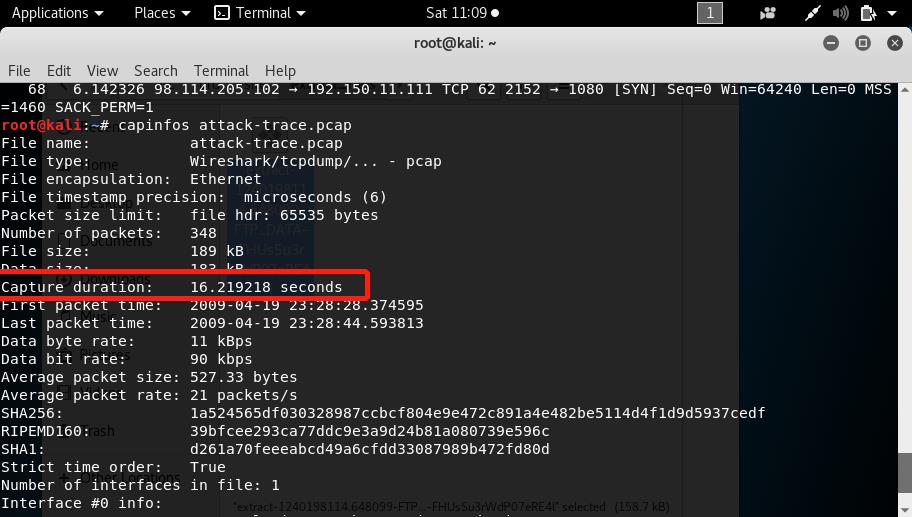 Applications Places Terminal Sat 11:09 1
root@kali: ~
File Edit View Search Terminal Help
68 6.142326 98.114.205.102 → 192.150.11.111 TCP 62 2152 → 1080 [SYN] Seq=0 Win=64240 Len=0 MSS
=1460 SACK_PERM=1
root@kali:~# capinfos attack-trace.pcap
File name: attack-trace.pcap
File type: Wireshark/tcpdump/... - pcap
File encapsulation: Ethernet
File timestamp precision: microseconds (6)
Packet size limit: file hdr: 65535 bytes
Number of packets: 348
File size: 189 kB
Data size: 183 kB
Capture duration: 16.219218 seconds
First packet time: 2009-04-19 23:28:28.374595
Last packet time: 2009-04-19 23:28:44.593813
Data byte rate: 11 kBps
Data bit rate: 90 kbps
Average packet size: 527.33 bytes
Average packet rate: 21 packets/s
SHA256: 1a524565df030328987ccbcf804e9e472c891a4e482be5114d4f1d9d5937cedf
RIPEMD160: 39bfcee293ca77ddc9e3a9d24b81a080739e596c
SHA1: d261a70feeeabcd49a6cfdd33087989b472fd80d
Strict time order: True
Number of interfaces in file: 1
Interface #0 info:
Home
Documents
Downloads
Pictures
Trash
Other Locations
selected (158.7 kB)